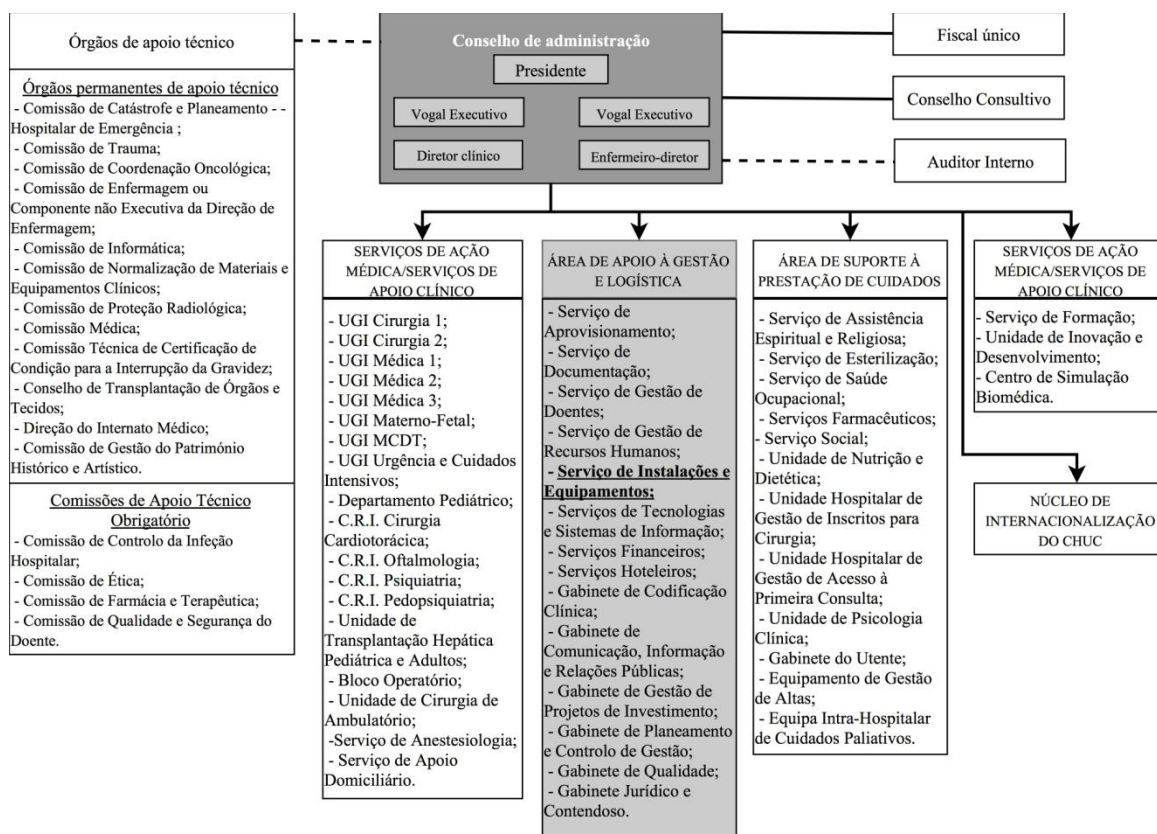 Órgãos de apoio técnico
Órgãos permanentes de apoio técnico
- Comissão de Catástrofe e Planeamento - -
Hospitalar de Emergência ;
- Comissão de Trauma;
- Comissão de Coordenação Oncológica;
- Comissão de Enfermagem ou
Componente não Executiva da Direção de
Enfermagem;
- Comissão de Informática;
- Comissão de Normalização de Materiais e
Equipamentos Clínicos;
- Comissão de Proteção Radiológica;
- Comissão Médica;
- Comissão Técnica de Certificação de
Condição para a Interrupção da Gravidez;
- Conselho de Transplantação de Órgãos e
Tecidos;
- Direção do Internato Médico;
- Comissão de Gestão do Património
Histórico e Artístico.
Comissões de Apoio Técnico
Obrigatório
- Comissão de Controlo da Infeção
Hospitalar;
- Comissão de Ética;
- Comissão de Farmácia e Terapêutica;
- Comissão de Qualidade e Segurança do
Doente.
Conselho de administração
Presidente
Vogal Executivo
Vogal Executivo
Diretor clínico
Enfermeiro-diretor
Fiscal único
Conselho Consultivo
Auditor Interno
SERVIÇOS DE AÇÃO
MÉDICA/SERVIÇOS DE
APOIO CLÍNICO
- UGI Cirurgia 1;
- UGI Cirurgia 2;
- UGI Médica 1;
- UGI Médica 2;
- UGI Médica 3;
- UGI Materno-Fetal;
- UGI MCDT;
- UGI Urgência e Cuidados
Intensivos;
- Departamento Pediátrico;
- C.R.I. Cirurgia
Cardiotorácica;
- C.R.I. Oftalmologia;
- C.R.I. Psiquiatria;
- C.R.I. Pedopsiquiatria;
- Unidade de
Transplantação Hepática
Pediátrica e Adultos;
- Bloco Operatório;
- Unidade de Cirurgia de
Ambulatório;
-Serviço de Anestesiologia;
- Serviço de Apoio
Domiciliário.
ÁREA DE APOIO À GESTÃO
E LOGÍSTICA
- Serviço de
Aprovisionamento;
- Serviço de
Documentação;
- Serviço de Gestão de
Doentes;
- Serviço de Gestão de
Recursos Humanos;
- Serviço de Instalações e
Equipamentos;
- Serviços de Tecnologias
e Sistemas de Informação;
- Serviços Financeiros;
- Serviços Hoteleiros;
- Gabinete de Codificação
Clínica;
- Gabinete de
Comunicação, Informação
e Relações Públicas;
- Gabinete de Gestão de
Projetos de Investimento;
- Gabinete de Planeamento
e Controlo de Gestão;
- Gabinete de Qualidade;
- Gabinete Jurídico e
Contendoso.
ÁREA DE SUPORTE À
PRESTAÇÃO DE CUIDADOS
- Serviço de Assistência
Espiritual e Religiosa;
- Serviço de Esterilização;
- Serviço de Saúde
Ocupacional;
- Serviços Farmacêuticos;
- Serviço Social;
- Unidade de Nutrição e
Dietética;
- Unidade Hospitalar de
Gestão de Inscritos para
Cirurgia;
- Unidade Hospitalar de
Gestão de Acesso à
Primeira Consulta;
- Unidade de Psicologia
Clínica;
- Gabinete do Utente;
- Equipamento de Gestão
de Altas;
- Equipa Intra-Hospitalar
de Cuidados Paliativos.
SERVIÇOS DE AÇÃO
MÉDICA/SERVIÇOS DE
APOIO CLÍNICO
- Serviço de Formação;
- Unidade de Inovação e
Desenvolvimento;
- Centro de Simulação
Biomédica.
NÚCLEO DE
INTERNACIONALIZAÇÃO
DO CHUC